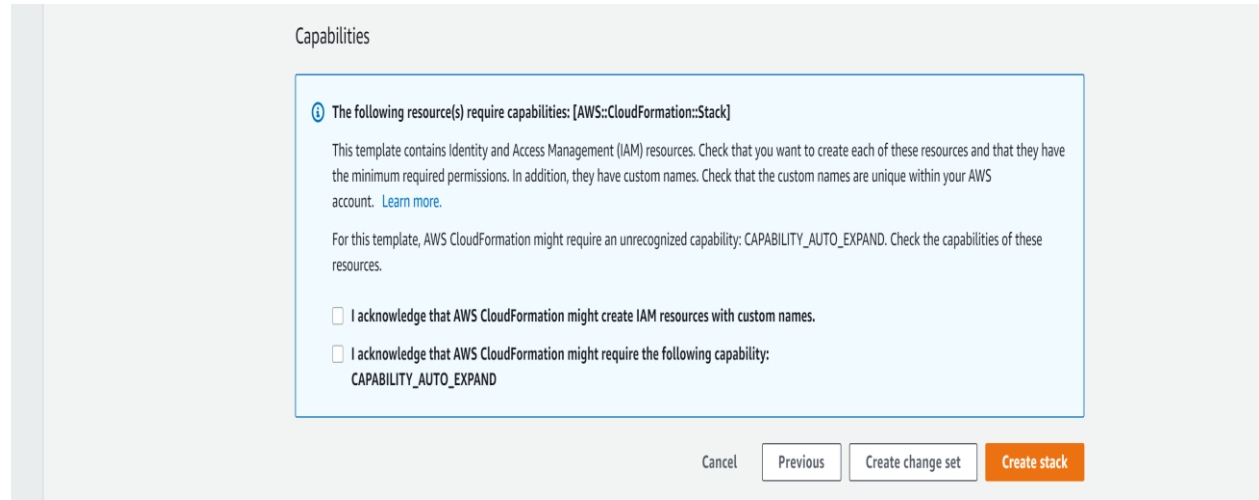 Capabilities
The following resource(s) require capabilities: [AWS::CloudFormation::Stack]
This template contains Identity and Access Management (IAM) resources. Check that you want to create each of these resources and that they have
the minimum required permissions. In addition, they have custom names. Check that the custom names are unique within your AWS
account. Learn more.
For this template, AWS CloudFormation might require an unrecognized capability: CAPABILITY_AUTO_EXPAND. Check the capabilities of these
resources.
I acknowledge that AWS CloudFormation might create IAM resources with custom names.
I acknowledge that AWS CloudFormation might require the following capability:
CAPABILITY_AUTO_EXPAND
Cancel Previous Create change set Create stack